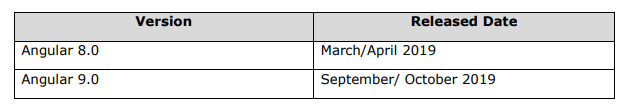 Version Released Date
Angular 8.0 March/April 2019
Angular 9.0 September/ October 2019